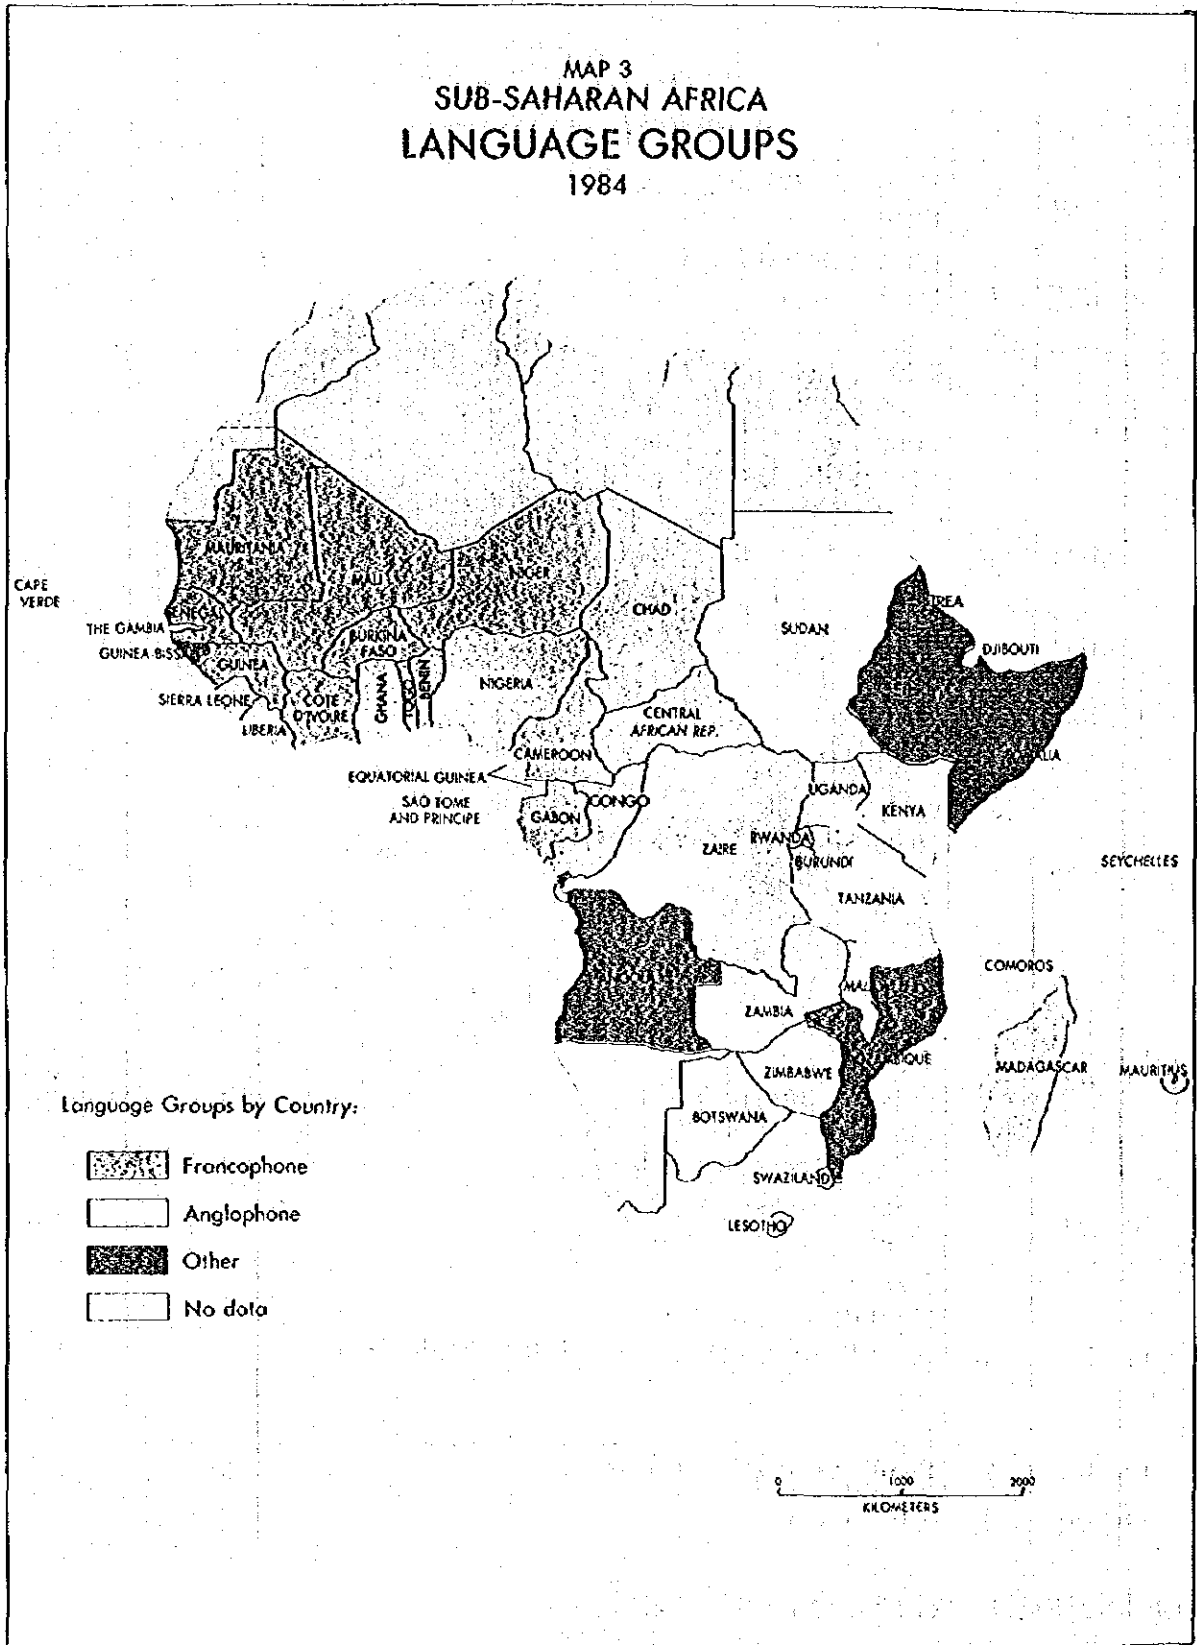 MAP 3
SUB-SAHARAN AFRICA
LANGUAGE GROUPS
1984
MAURITANIA
MALI
NIGER
CHAD
SUDAN
DJIBOUTI
CAPE
VERDE
THE GAMBIA
GUINEA
SIERRA LEONE
LIBERIA
COTE
D'IVOIRE
BURKINA
FASO
GHANA
TOGO
BENIN
NIGERIA
CENTRAL
AFRICAN REP.
CAMEROON
EQUATORIAL GUINEA
SAO TOME
AND PRINCIPE
GABON
CONGO
ZAIRE
UGANDA
KENYA
RWANDA
BURUNDI
TANZANIA
SEYCHELLES
COMOROS
ZAMBIA
ZIMBABWE
MADAGASCAR
MAURITIUS
BOTSWANA
SWAZILAND
LESOTHO
Language Groups by Country:
Francophone
Anglophone
Other
No data
0 1000 2000
KILOMETERS